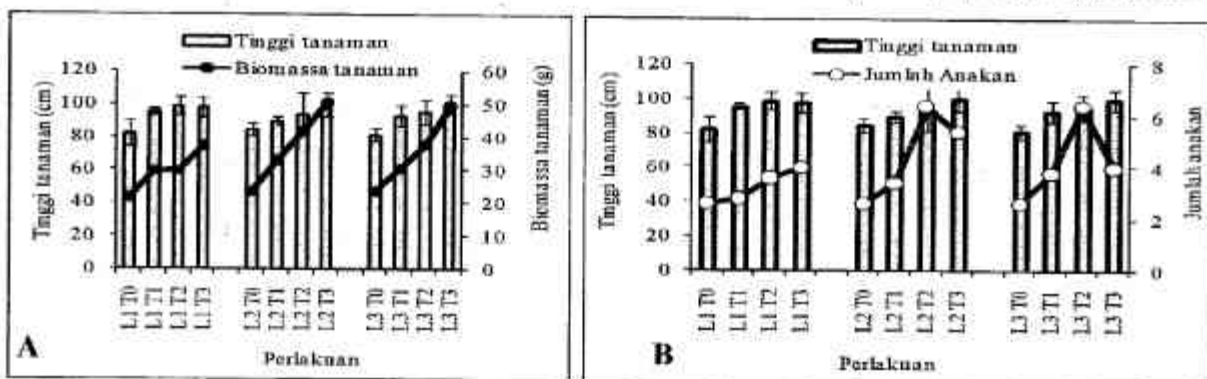 Tinggi tanaman
Biomassa tanaman
Tinggi tanaman (cm)
120
100
80
60
40
20
0
Biomassa tanaman (g)
60
50
40
30
20
10
0
L1 T0
L1 T1
L1 T2
L1 T3
L2 T0
L2 T1
L2 T2
L2 T3
L3 T0
L3 T1
L3 T2
L3 T3
A
Perlakuan
Tinggi tanaman
Jumlah Anakan
Tinggi tanaman (cm)
120
100
80
60
40
20
0
Jumlah anakan
8
6
4
2
0
L1 T0
L1 T1
L1 T2
L1 T3
L2 T0
L2 T1
L2 T2
L2 T3
L3 T0
L3 T1
L3 T2
L3 T3
B
Perlakuan